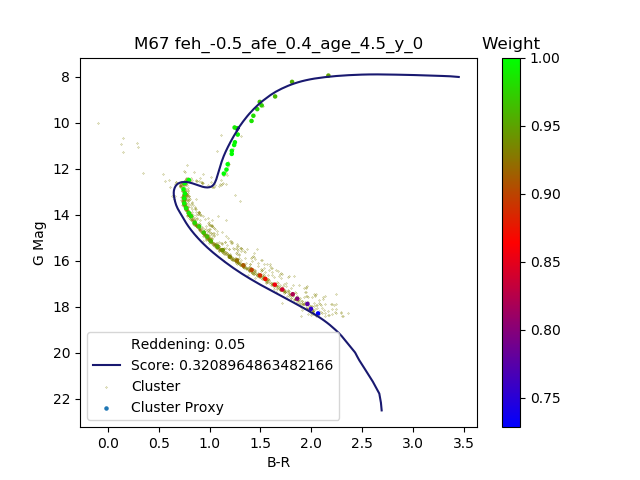 M67 feh_-0.5_afe_0.4_age_4.5_y_0
Weight
8
10
12
14
16
18
20
22
G Mag
0.0 0.5 1.0 1.5 2.0 2.5 3.0 3.5
B-R
Reddening: 0.05
Score: 0.3208964863482166
Cluster
Cluster Proxy
1.00
0.95
0.90
0.85
0.80
0.75